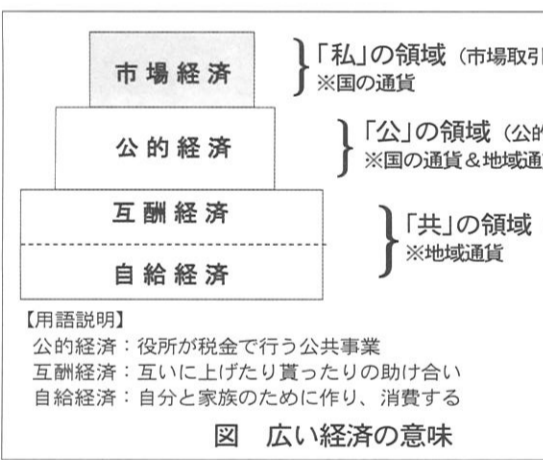 市場経済
「私」の領域（市場取引
※国の通貨
公的経済
「公」の領域（公的
※国の通貨＆地域通
互酬経済
「共」の領域
※地域通貨
自給経済
【用語説明】
公的経済：役所が税金で行う公共事業
互酬経済：互いに上げたり貰ったりの助け合い
自給経済：自分と家族のために作り、消費する
図　広い経済の意味